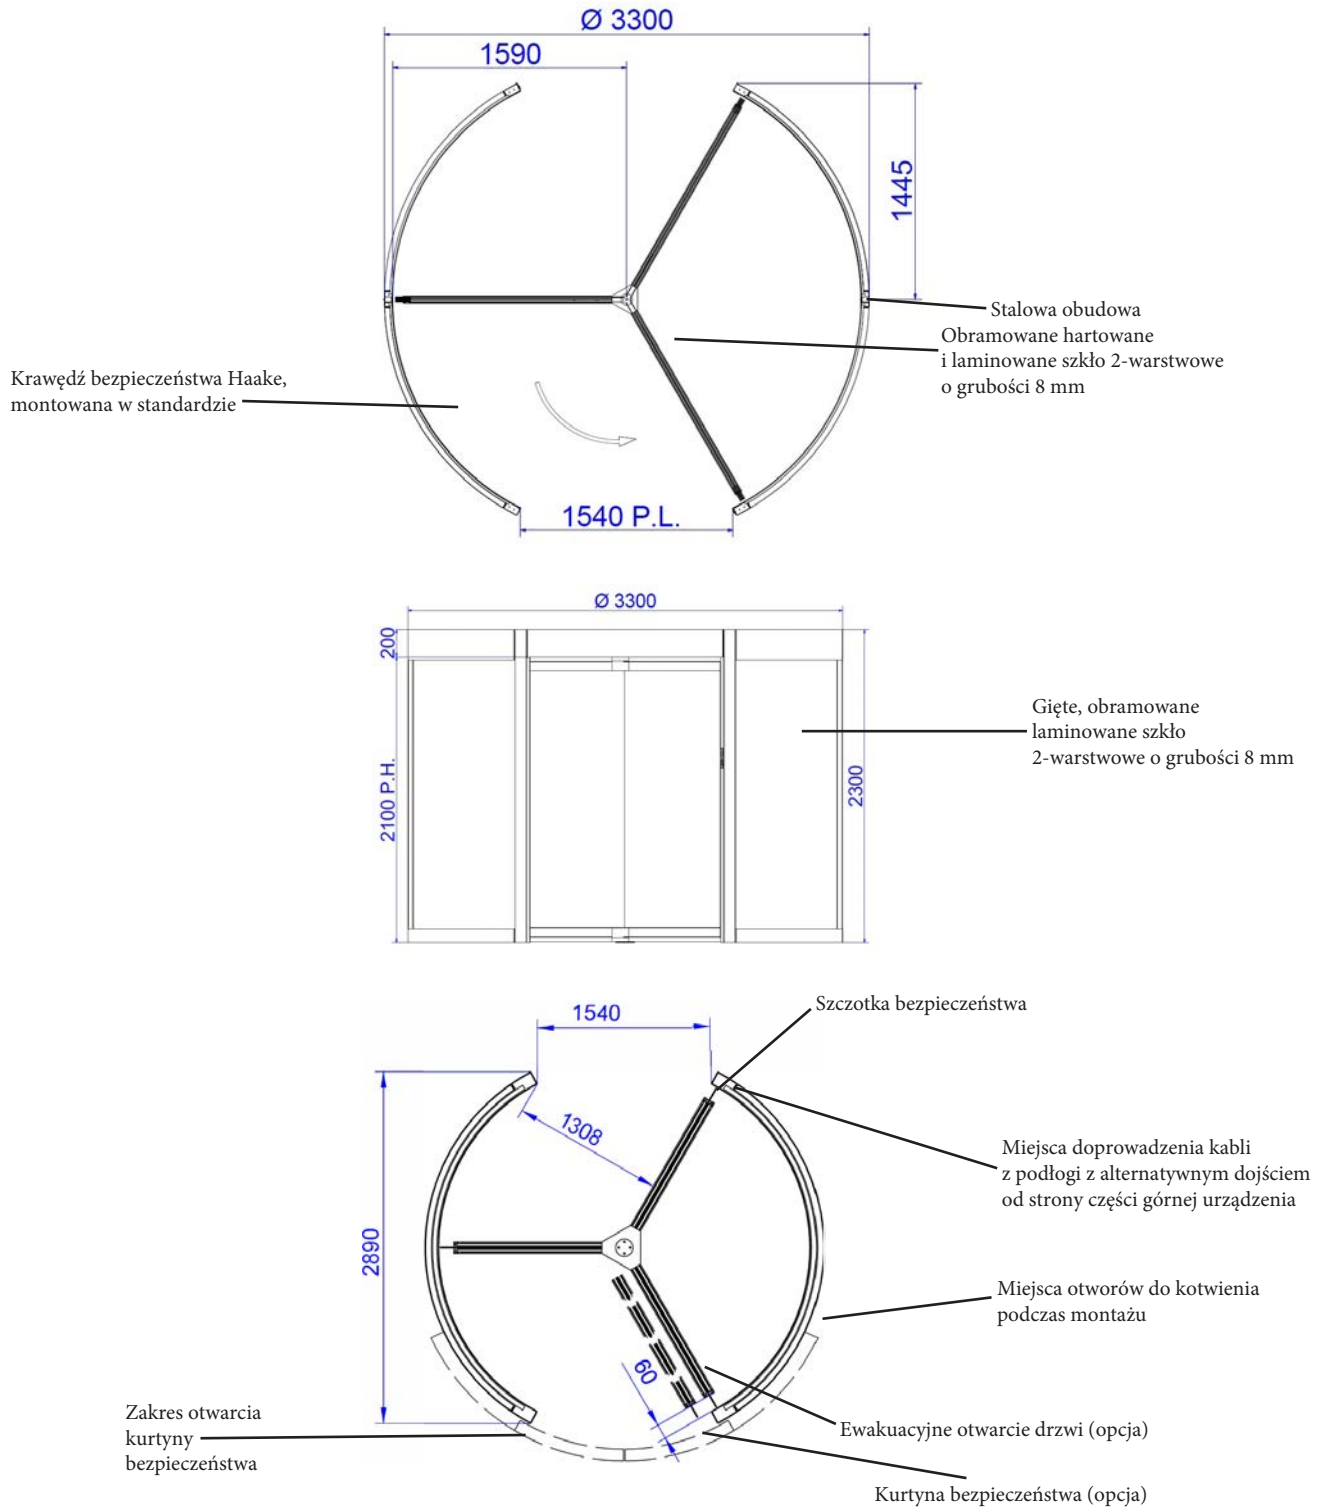 Ø 3300
1590
1445
Stalowa obudowa
Obramowane hartowane
i laminowane szkło 2-warstwowe
o grubości 8 mm
Krawędź bezpieczeństwa Haake,
montowana w standardzie
1540 P.L.
Ø 3300
200
2100 P.H.
2300
Gięte, obramowane
laminowane szkło
2-warstwowe o grubości 8 mm
1540
Szczotka bezpieczeństwa
1308
2890
Miejsca doprowadzenia kabli
z podłogi z alternatywnym dojściem
od strony części górnej urządzenia
Miejsca otworów do kotwienia
podczas montażu
60
Zakres otwarcia
kurtyny
bezpieczeństwa
Ewakuacyjne otwarcie drzwi (opcja)
Kurtyna bezpieczeństwa (opcja)